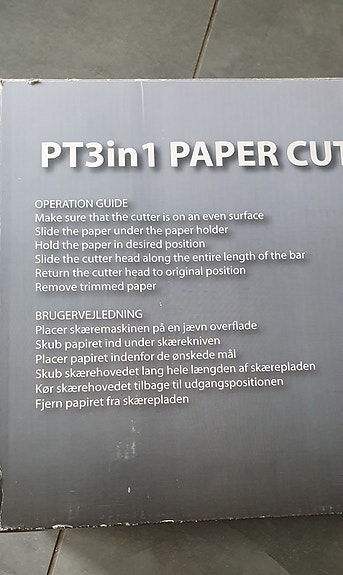 PT3in1 PAPER CUT
OPERATION GUIDE
Make sure that the cutter is on an even surface
Slide the paper under the paper holder
Hold the paper in desired position
Slide the cutter head along the entire length of the bar
Return the cutter head to original position
Remove trimmed paper
BRUGERVEJLEDNING
Placer skæremaskinen på en jævn overflade
Skub papiret ind under skærekniven
Placer papiret indenfor de ønskede mål
Skub skærehovedet lang hele længden af skærepladen
Kør skærehovedet tilbage til udgangspositionen
Fjern papiret fra skærepladen